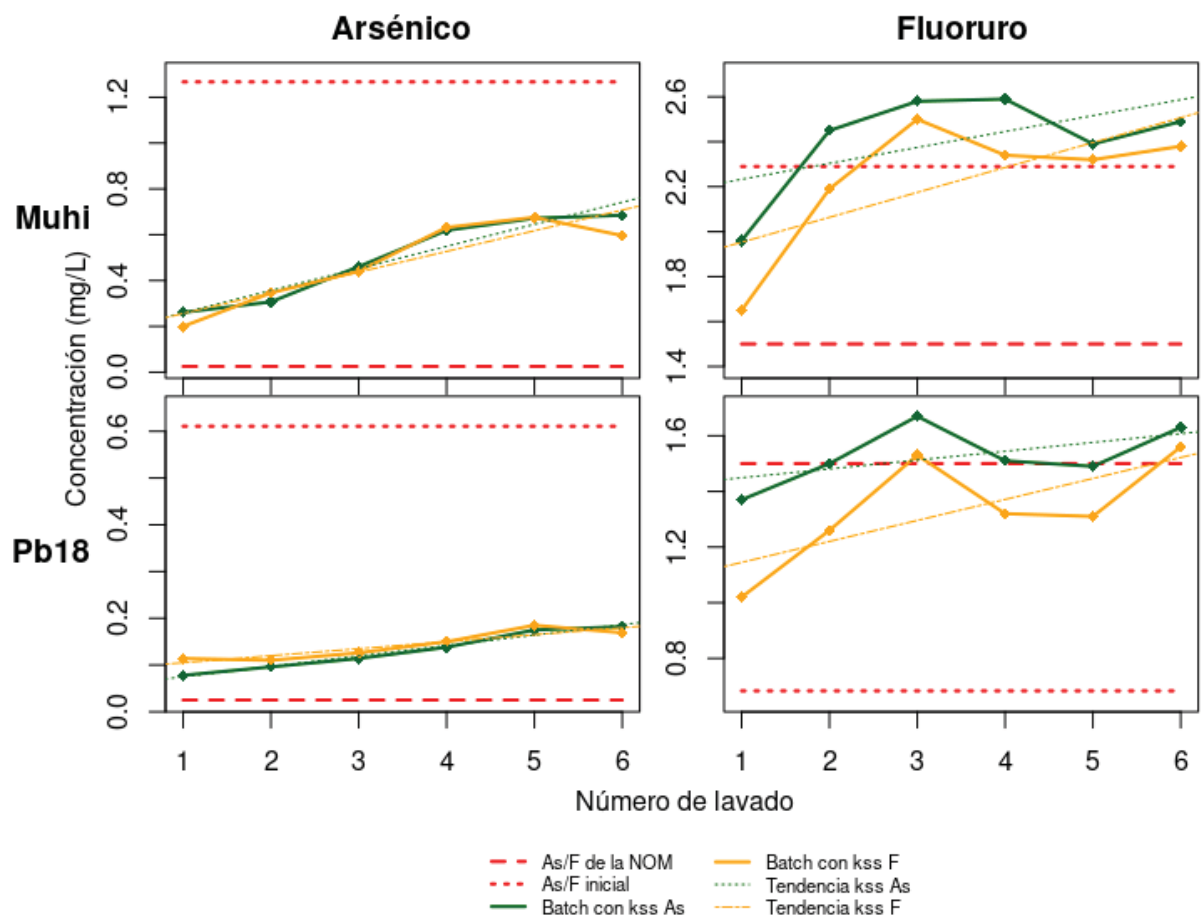 Arsénico
Fluoruro
Muhi
Pb18
Concentración (mg/L)
1.2
0.8
0.4
0.0
2.6
2.2
1.8
1.4
0.6
0.4
0.2
0.0
1.6
1.2
0.8
1 2 3 4 5 6
1 2 3 4 5 6
Número de lavado
As/F de la NOM
As/F inicial
Batch con kss As
Batch con kss F
Tendencia kss As
Tendencia kss F